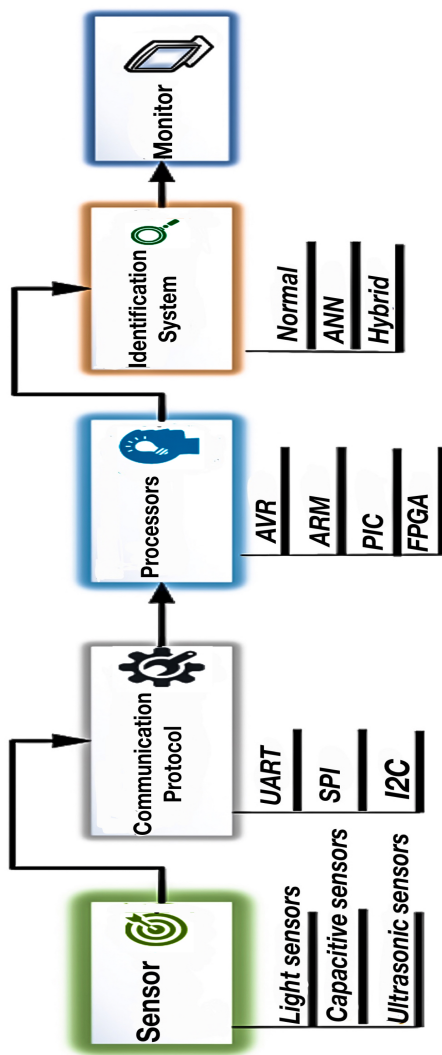 Sensor
Light sensors
Capacitive sensors
Ultrasonic sensors
Communication
Protocol
UART
SPI
I2C
Processors
AVR
ARM
PIC
FPGA
Identification
System
Normal
ANN
Hybrid
Monitor